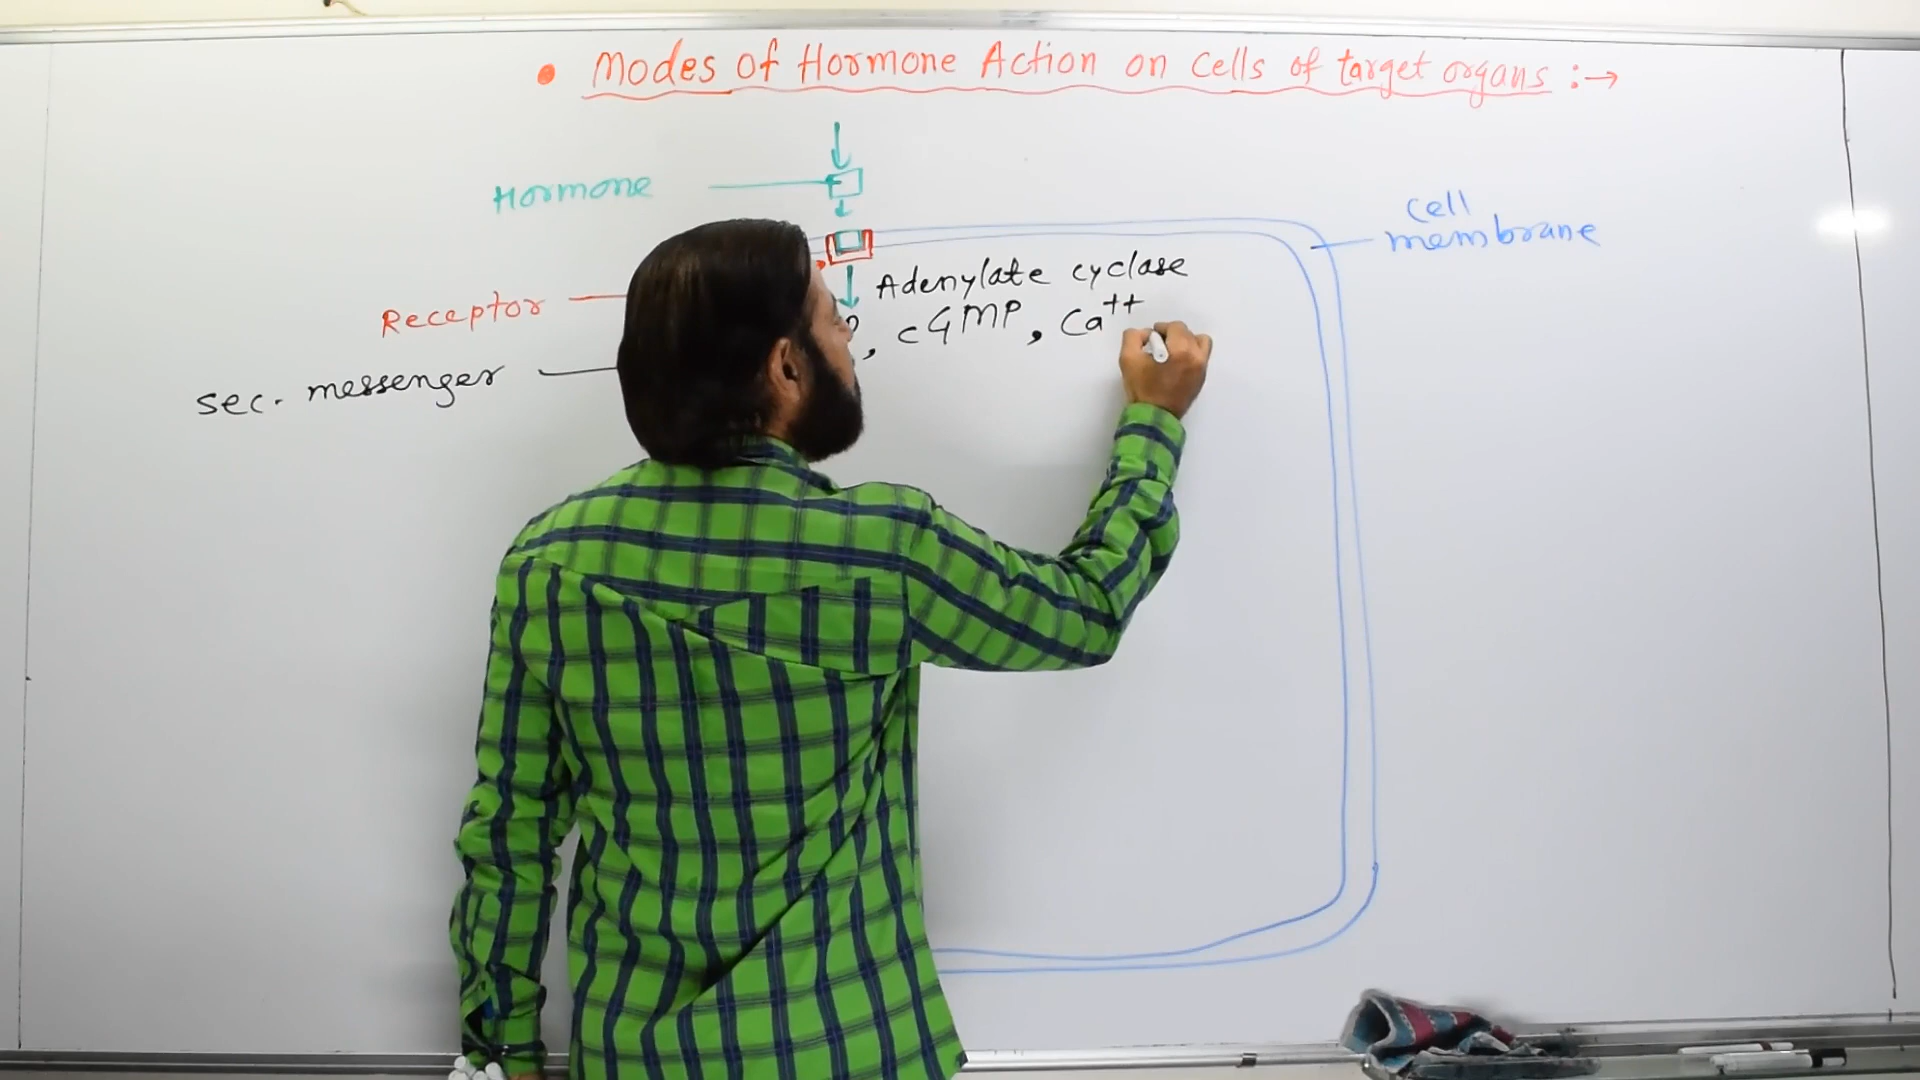 • Modes of Hormone Action on cells of target organs :→
Hormone
cell
membrane
Adenylate cyclase
Receptor
, cGMP, Ca++
sec. messenger